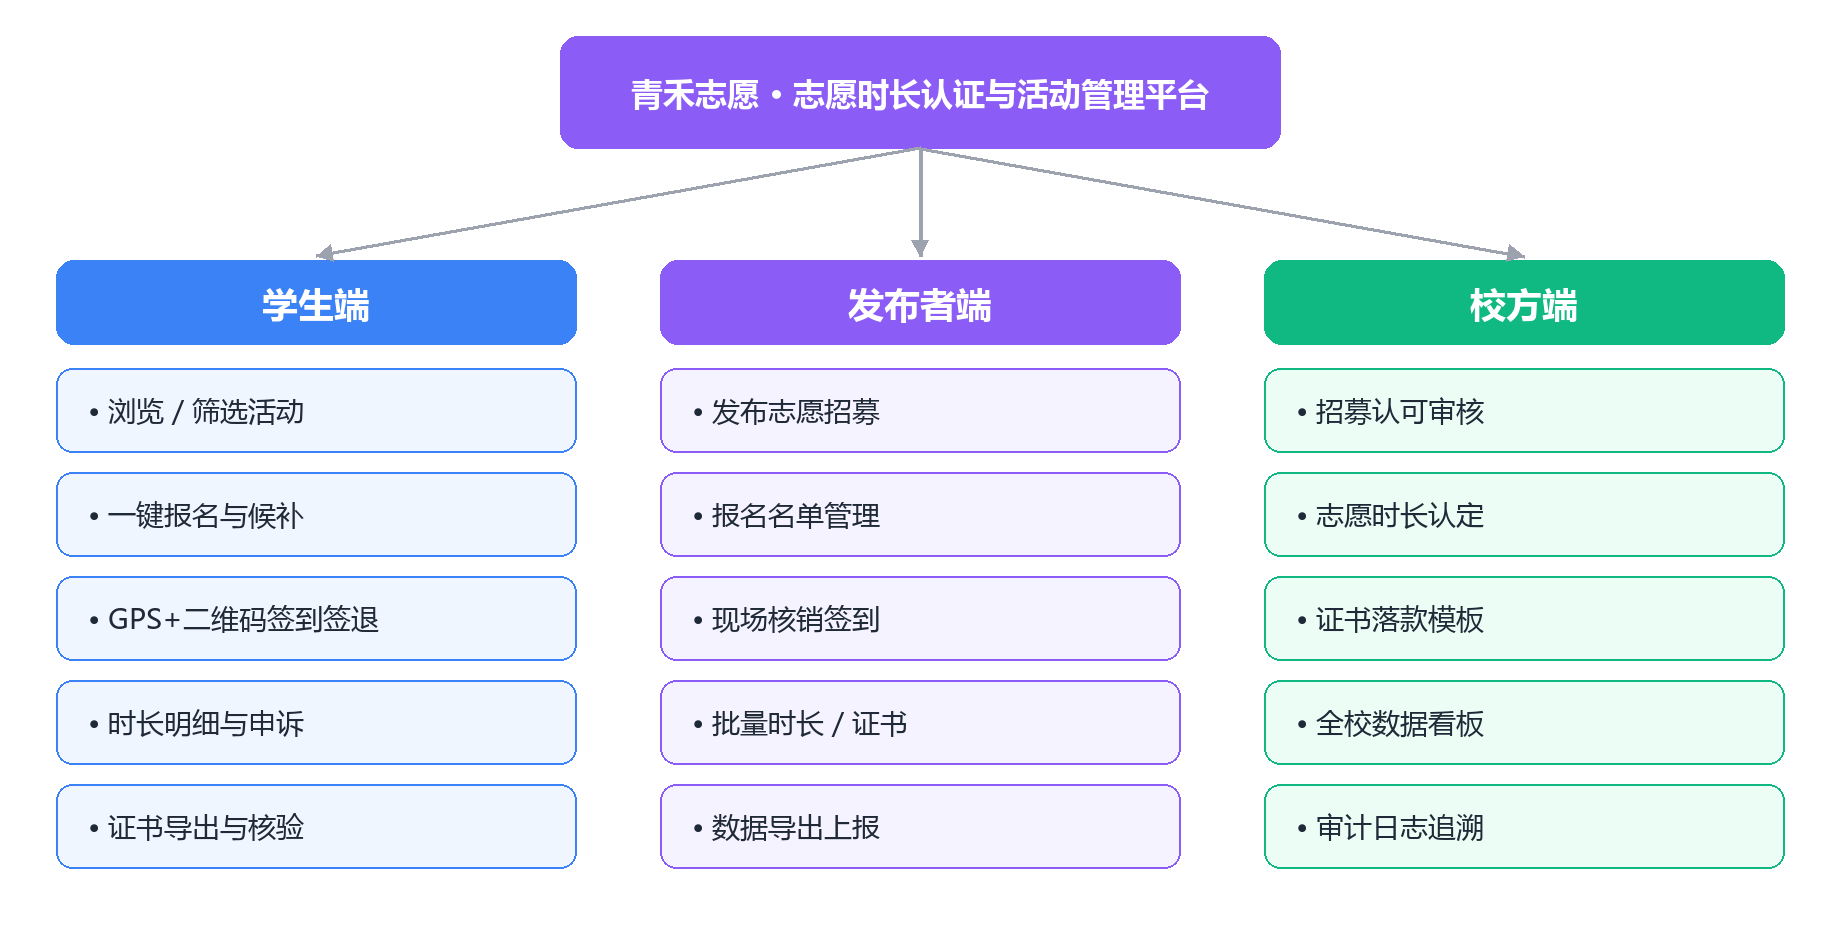 青禾志愿 · 志愿时长认证与活动管理平台
学生端
• 浏览 / 筛选活动
• 一键报名与候补
• GPS+二维码签到签退
• 时长明细与申诉
• 证书导出与核验
发布者端
• 发布志愿招募
• 报名名单管理
• 现场核销签到
• 批量时长 / 证书
• 数据导出上报
校方端
• 招募认可审核
• 志愿时长认定
• 证书落款模板
• 全校数据看板
• 审计日志追溯